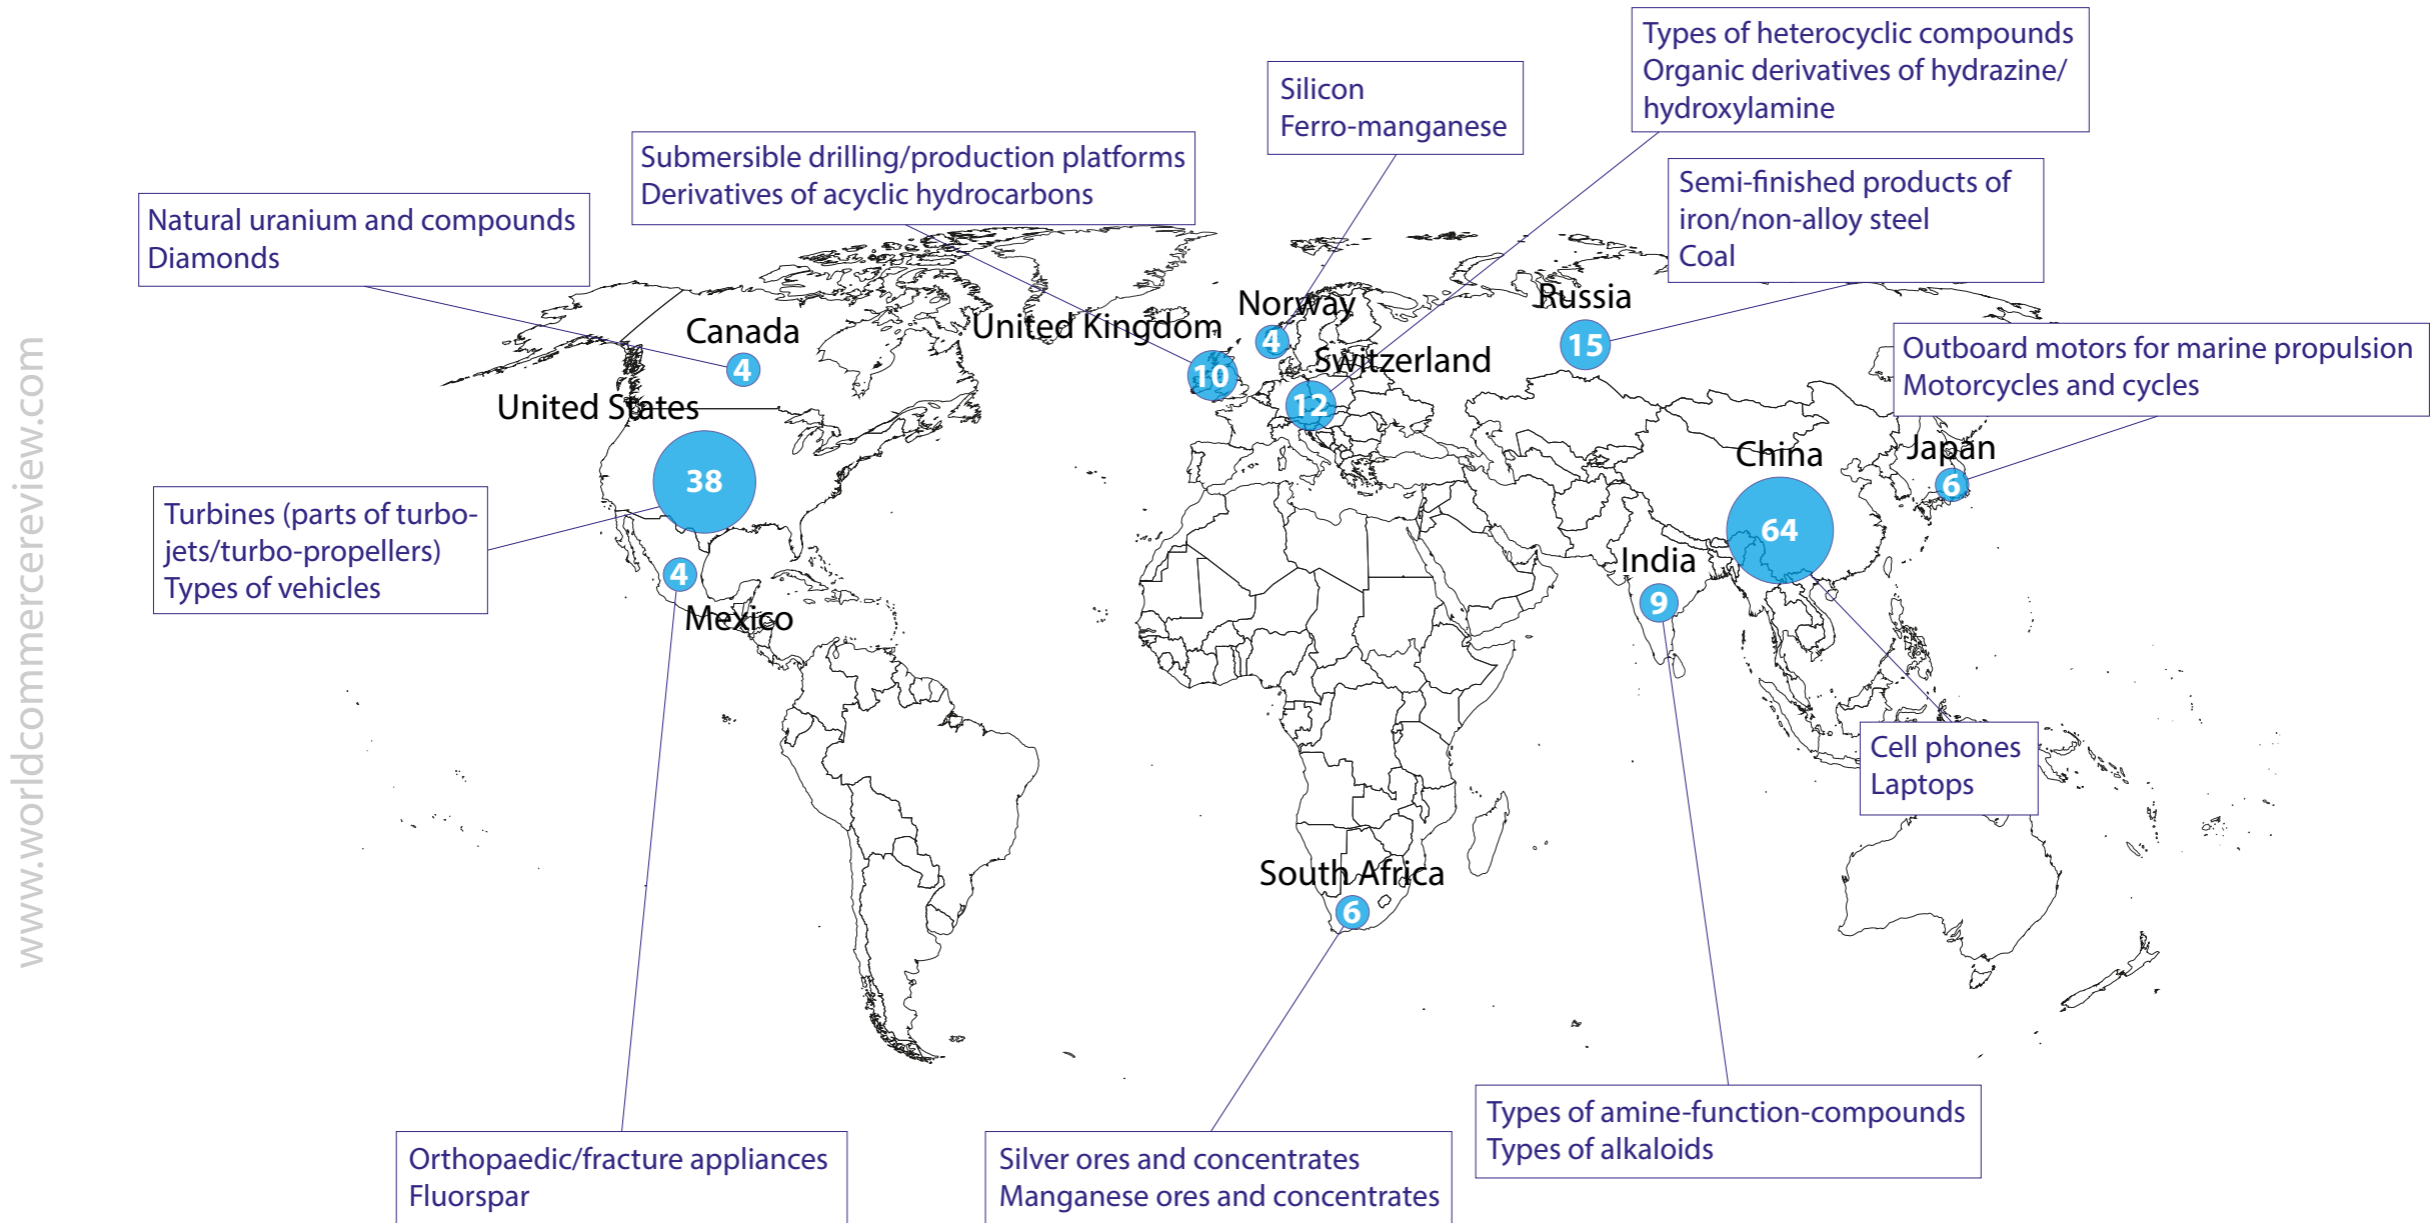 Types of heterocyclic compounds
Organic derivatives of hydrazine/
hydroxylamine
Silicon
Ferro-manganese
Submersible drilling/production platforms
Derivatives of acyclic hydrocarbons
Semi-finished products of
iron/non-alloy steel
Coal
Natural uranium and compounds
Diamonds
Norway
4
Russia
15
Canada
4
United Kingdom
10
Switzerland
12
Outboard motors for marine propulsion
Motorcycles and cycles
United States
38
China
64
Japan
6
Turbines (parts of turbo-
jets/turbo-propellers)
Types of vehicles
4
Mexico
India
9
Cell phones
Laptops
South Africa
6
Types of amine-function-compounds
Types of alkaloids
Orthopaedic/fracture appliances
Fluorspar
Silver ores and concentrates
Manganese ores and concentrates
www.worldcommercereview.com